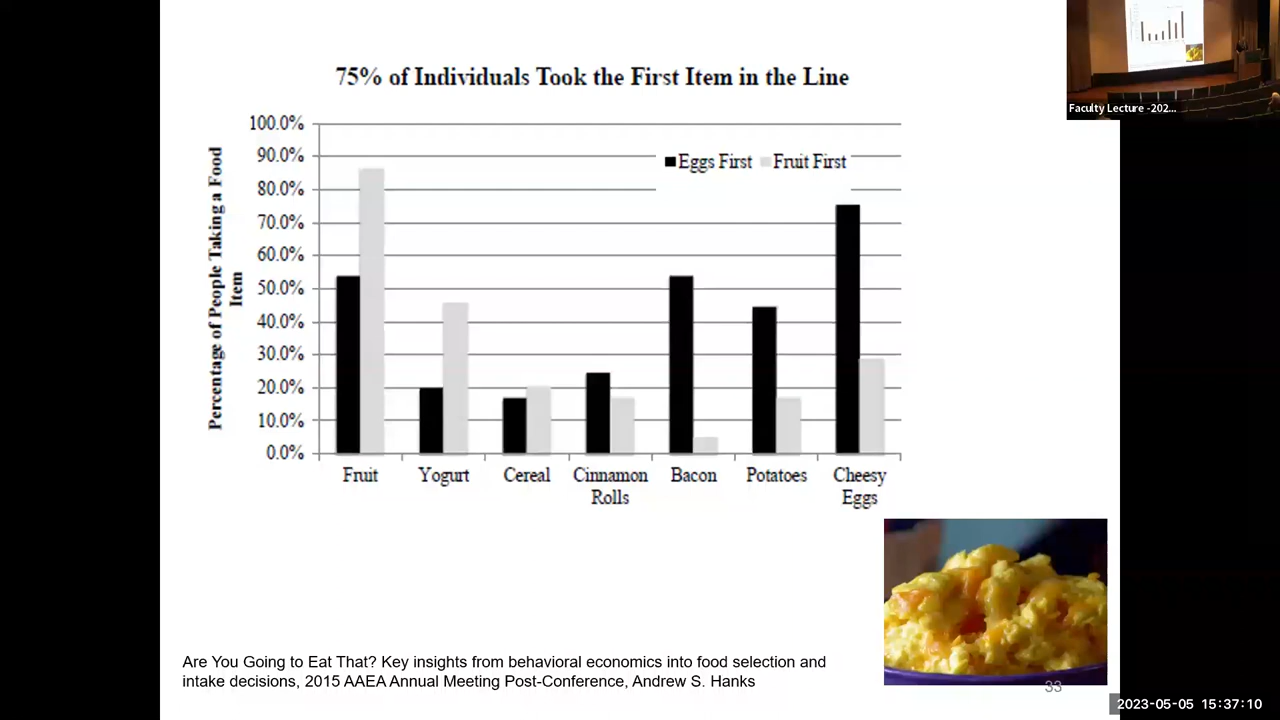 Faculty Lecture -202...
75% of Individuals Took the First Item in the Line
Percentage of People Taking a Food
Item
100.0%
90.0%
80.0%
70.0%
60.0%
50.0%
40.0%
30.0%
20.0%
10.0%
0.0%
Eggs First Fruit First
Fruit Yogurt Cereal Cinnamon Bacon Potatoes Cheesy
Rolls Eggs
Are You Going to Eat That? Key insights from behavioral economics into food selection and
intake decisions, 2015 AAEA Annual Meeting Post-Conference, Andrew S. Hanks
33
2023-05-05 15:37:10